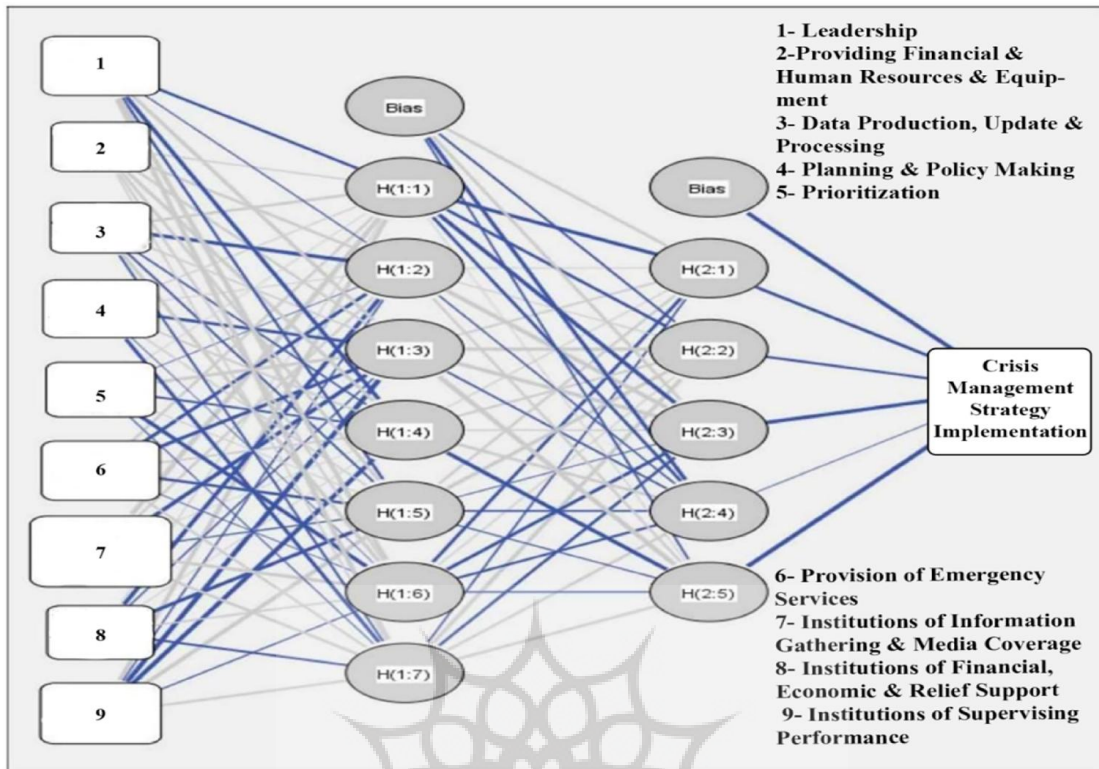 1
2
3
4
5
6
7
8
9
Bias
H(1:1)
H(1:2)
H(1:3)
H(1:4)
H(1:5)
H(1:6)
H(1:7)
Bias
H(2:1)
H(2:2)
H(2:3)
H(2:4)
H(2:5)
Crisis
Management
Strategy
Implementation
1- Leadership
2-Providing Financial &
Human Resources & Equip-
ment
3- Data Production, Update &
Processing
4- Planning & Policy Making
5- Prioritization
6- Provision of Emergency
Services
7- Institutions of Information
Gathering & Media Coverage
8- Institutions of Financial,
Economic & Relief Support
9- Institutions of Supervising
Performance